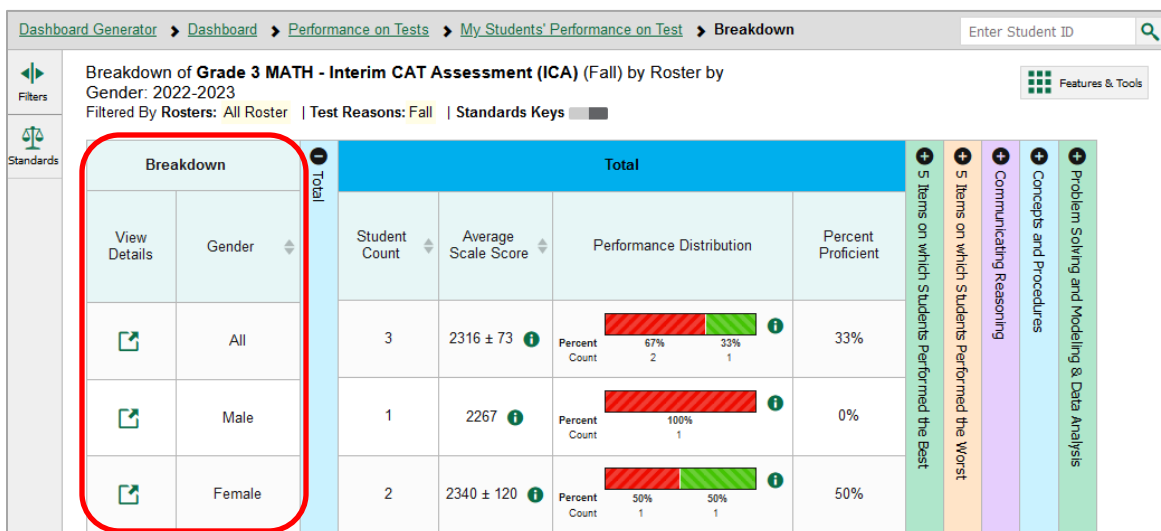 Dashboard Generator > Dashboard > Performance on Tests > My Students' Performance on Test > Breakdown
Enter Student ID
Filters
Standards
Breakdown of Grade 3 MATH - Interim CAT Assessment (ICA) (Fall) by Roster by
Gender: 2022-2023
Filtered By Rosters: All Roster | Test Reasons: Fall | Standards Keys
Features & Tools
Breakdown
Total
Total
5 Items on which Students Performed the Best
5 Items on which Students Performed the Worst
Communicating Reasoning
Concepts and Procedures
Problem Solving and Modeling & Data Analysis
View
Details
Gender
Student
Count
Average
Scale Score
Performance Distribution
Percent
Proficient
All
3
2316 ± 73
Percent 67% 33%
Count 2 1
33%
Male
1
2267
Percent 100%
Count 1
0%
Female
2
2340 ± 120
Percent 50% 50%
Count 1 1
50%